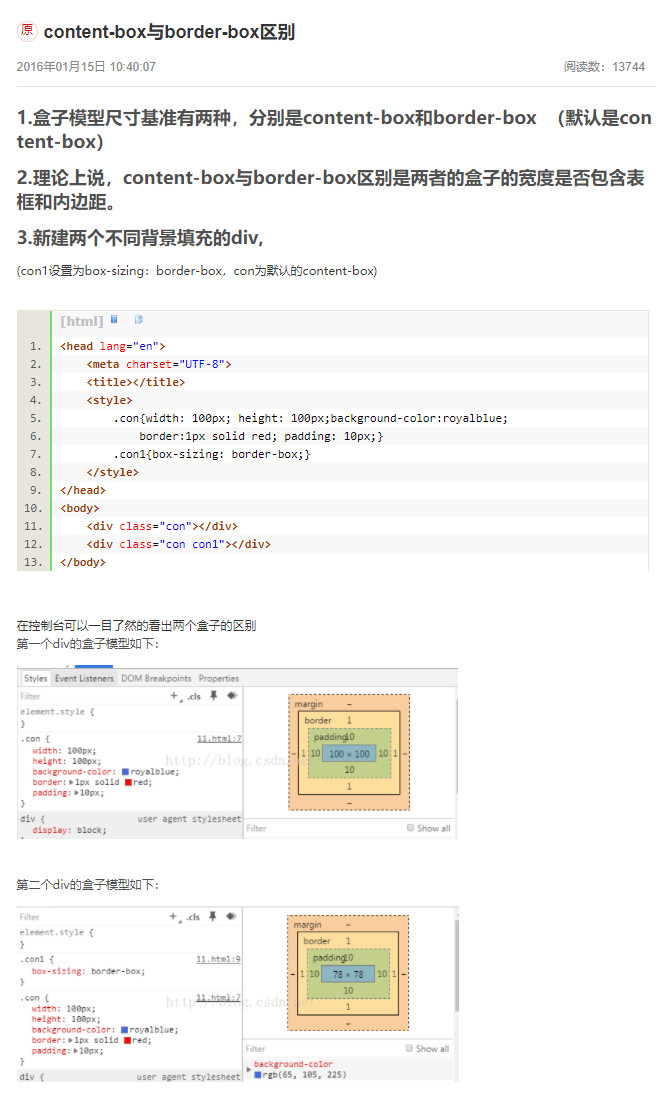 原 content-box与border-box区别
2016年01月15日 10:40:07 阅读数：13744
1.盒子模型尺寸基准有两种，分别是content-box和border-box （默认是con
tent-box）
2.理论上说，content-box与border-box区别是两者的盒子的宽度是否包含表
框和内边距。
3.新建两个不同背景填充的div,
(con1设置为box-sizing：border-box，con为默认的content-box)
[html]
1. <head lang="en">
2. <meta charset="UTF-8">
3. <title></title>
4. <style>
5. .con{width: 100px; height: 100px;background-color:royalblue;
6. border:1px solid red; padding: 10px;}
7. .con1{box-sizing: border-box;}
8. </style>
9. </head>
10. <body>
11. <div class="con"></div>
12. <div class="con con1"></div>
13. </body>
在控制台可以一目了然的看出两个盒子的区别
第一个div的盒子模型如下：
Styles Event Listeners DOM Breakpoints Properties
Filter + .cls
element.style {
}
.con { 11.html:7
width: 100px;
height: 100px;
background-color: royalblue;
border: 1px solid red;
padding: 10px;
}
div { user agent stylesheet
display: block;
margin –
border 1
padding10
– 1 10 100 × 100 10 1 –
10
1
–
Filter Show all
http://blog.csdn.net
第二个div的盒子模型如下：
Filter + .cls
element.style {
}
.con1 { 11.html:9
box-sizing: border-box;
}
.con { 11.html:7
width: 100px;
height: 100px;
background-color: royalblue;
border: 1px solid red;
padding: 10px;
}
div { user agent stylesheet
margin –
border 1
padding10
– 1 10 78 × 78 10 1 –
10
1
–
Filter Show all
background-color
rgb(65, 105, 225)
http://blog.csdn.net/